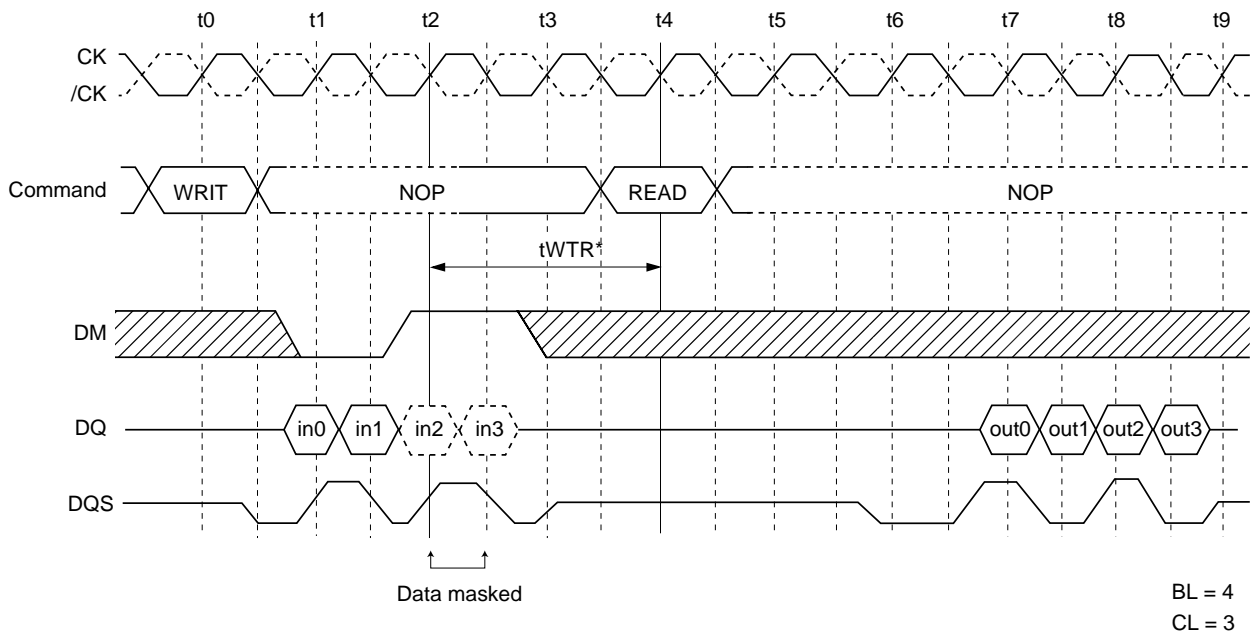 t0 t1 t2 t3 t4 t5 t6 t7 t8 t9
CK
/CK
Command WRIT NOP READ NOP
tWTR*
DM
DQ in0 in1 in2 in3 out0 out1 out2 out3
DQS
Data masked
BL = 4
CL = 3